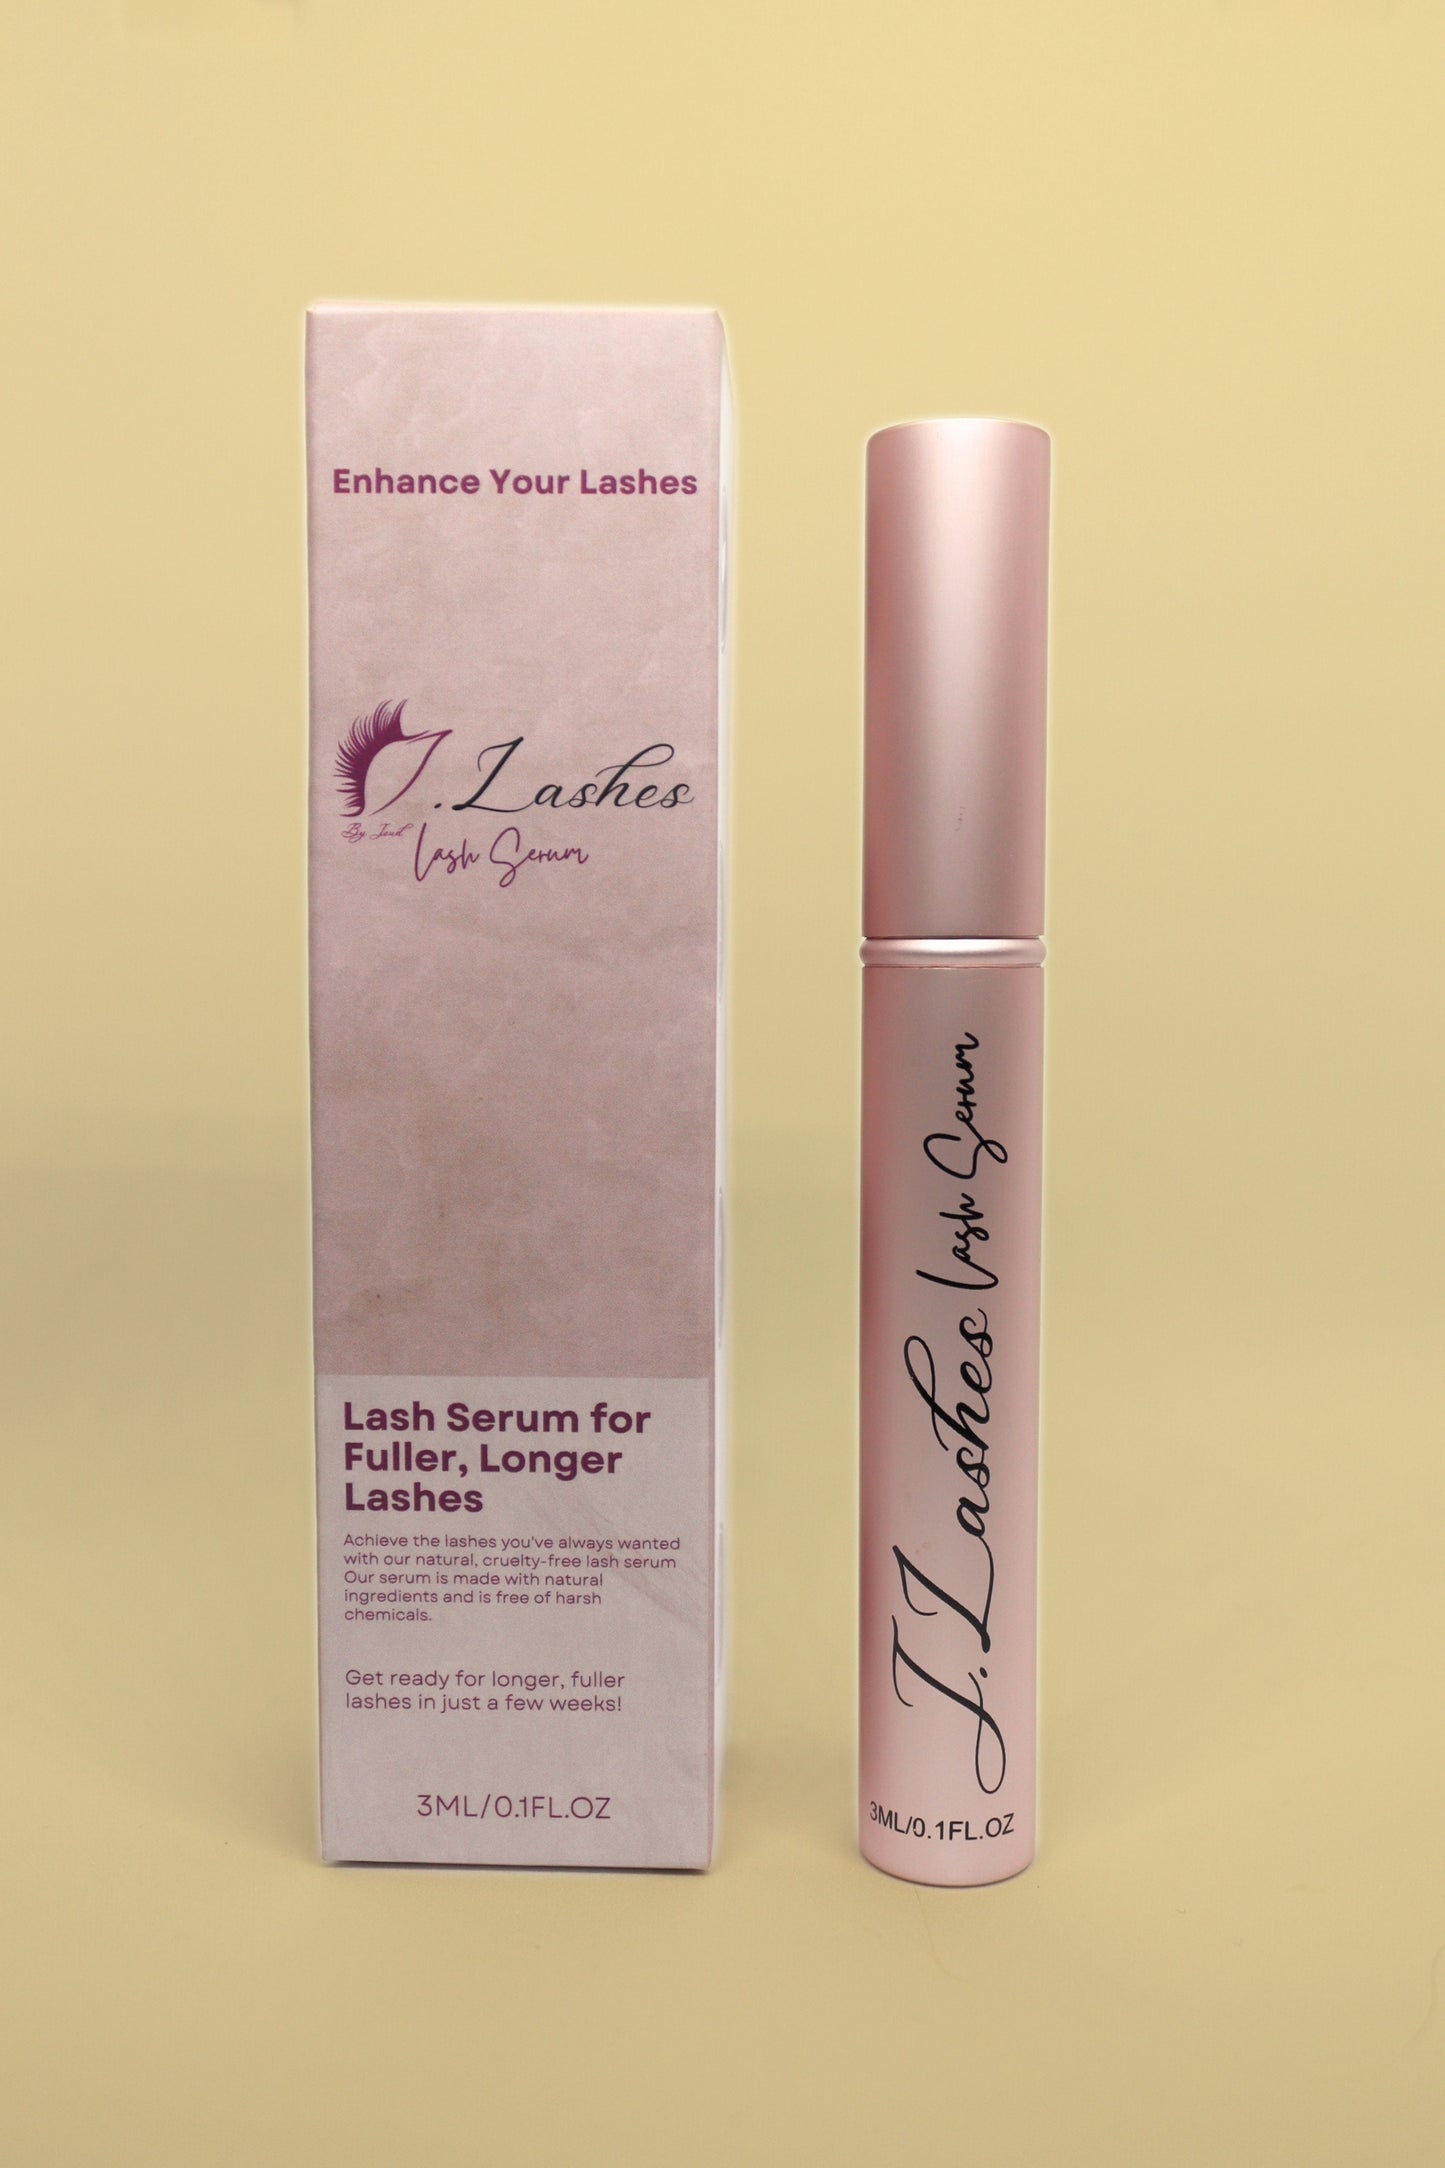 Enhance Your Lashes
J.Lashes
By Joud
Lash Serum
Lash Serum for
Fuller, Longer
Lashes
Achieve the lashes you've always wanted
with our natural, cruelty-free lash serum
Our serum is made with natural
ingredients and is free of harsh
chemicals.
Get ready for longer, fuller
lashes in just a few weeks!
3ML/0.1FL.OZ
J.Lashes Lash Serum
3ML/0.1FL.OZ